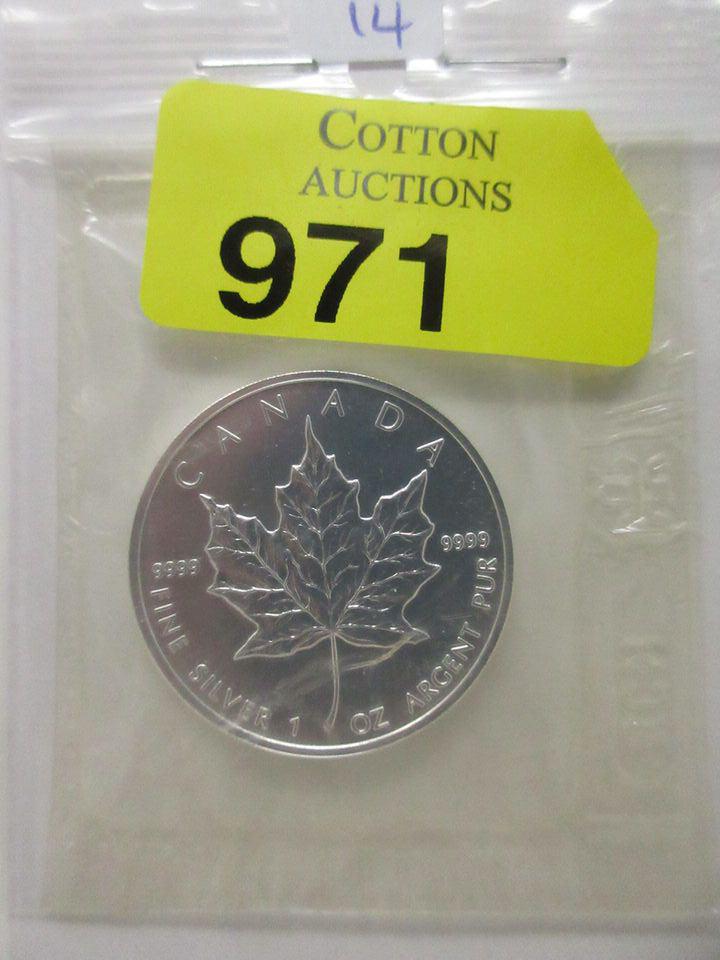 14
COTTON
AUCTIONS
971
CANADA
9999
9999
FINE SILVER 1 OZ ARGENT PUR